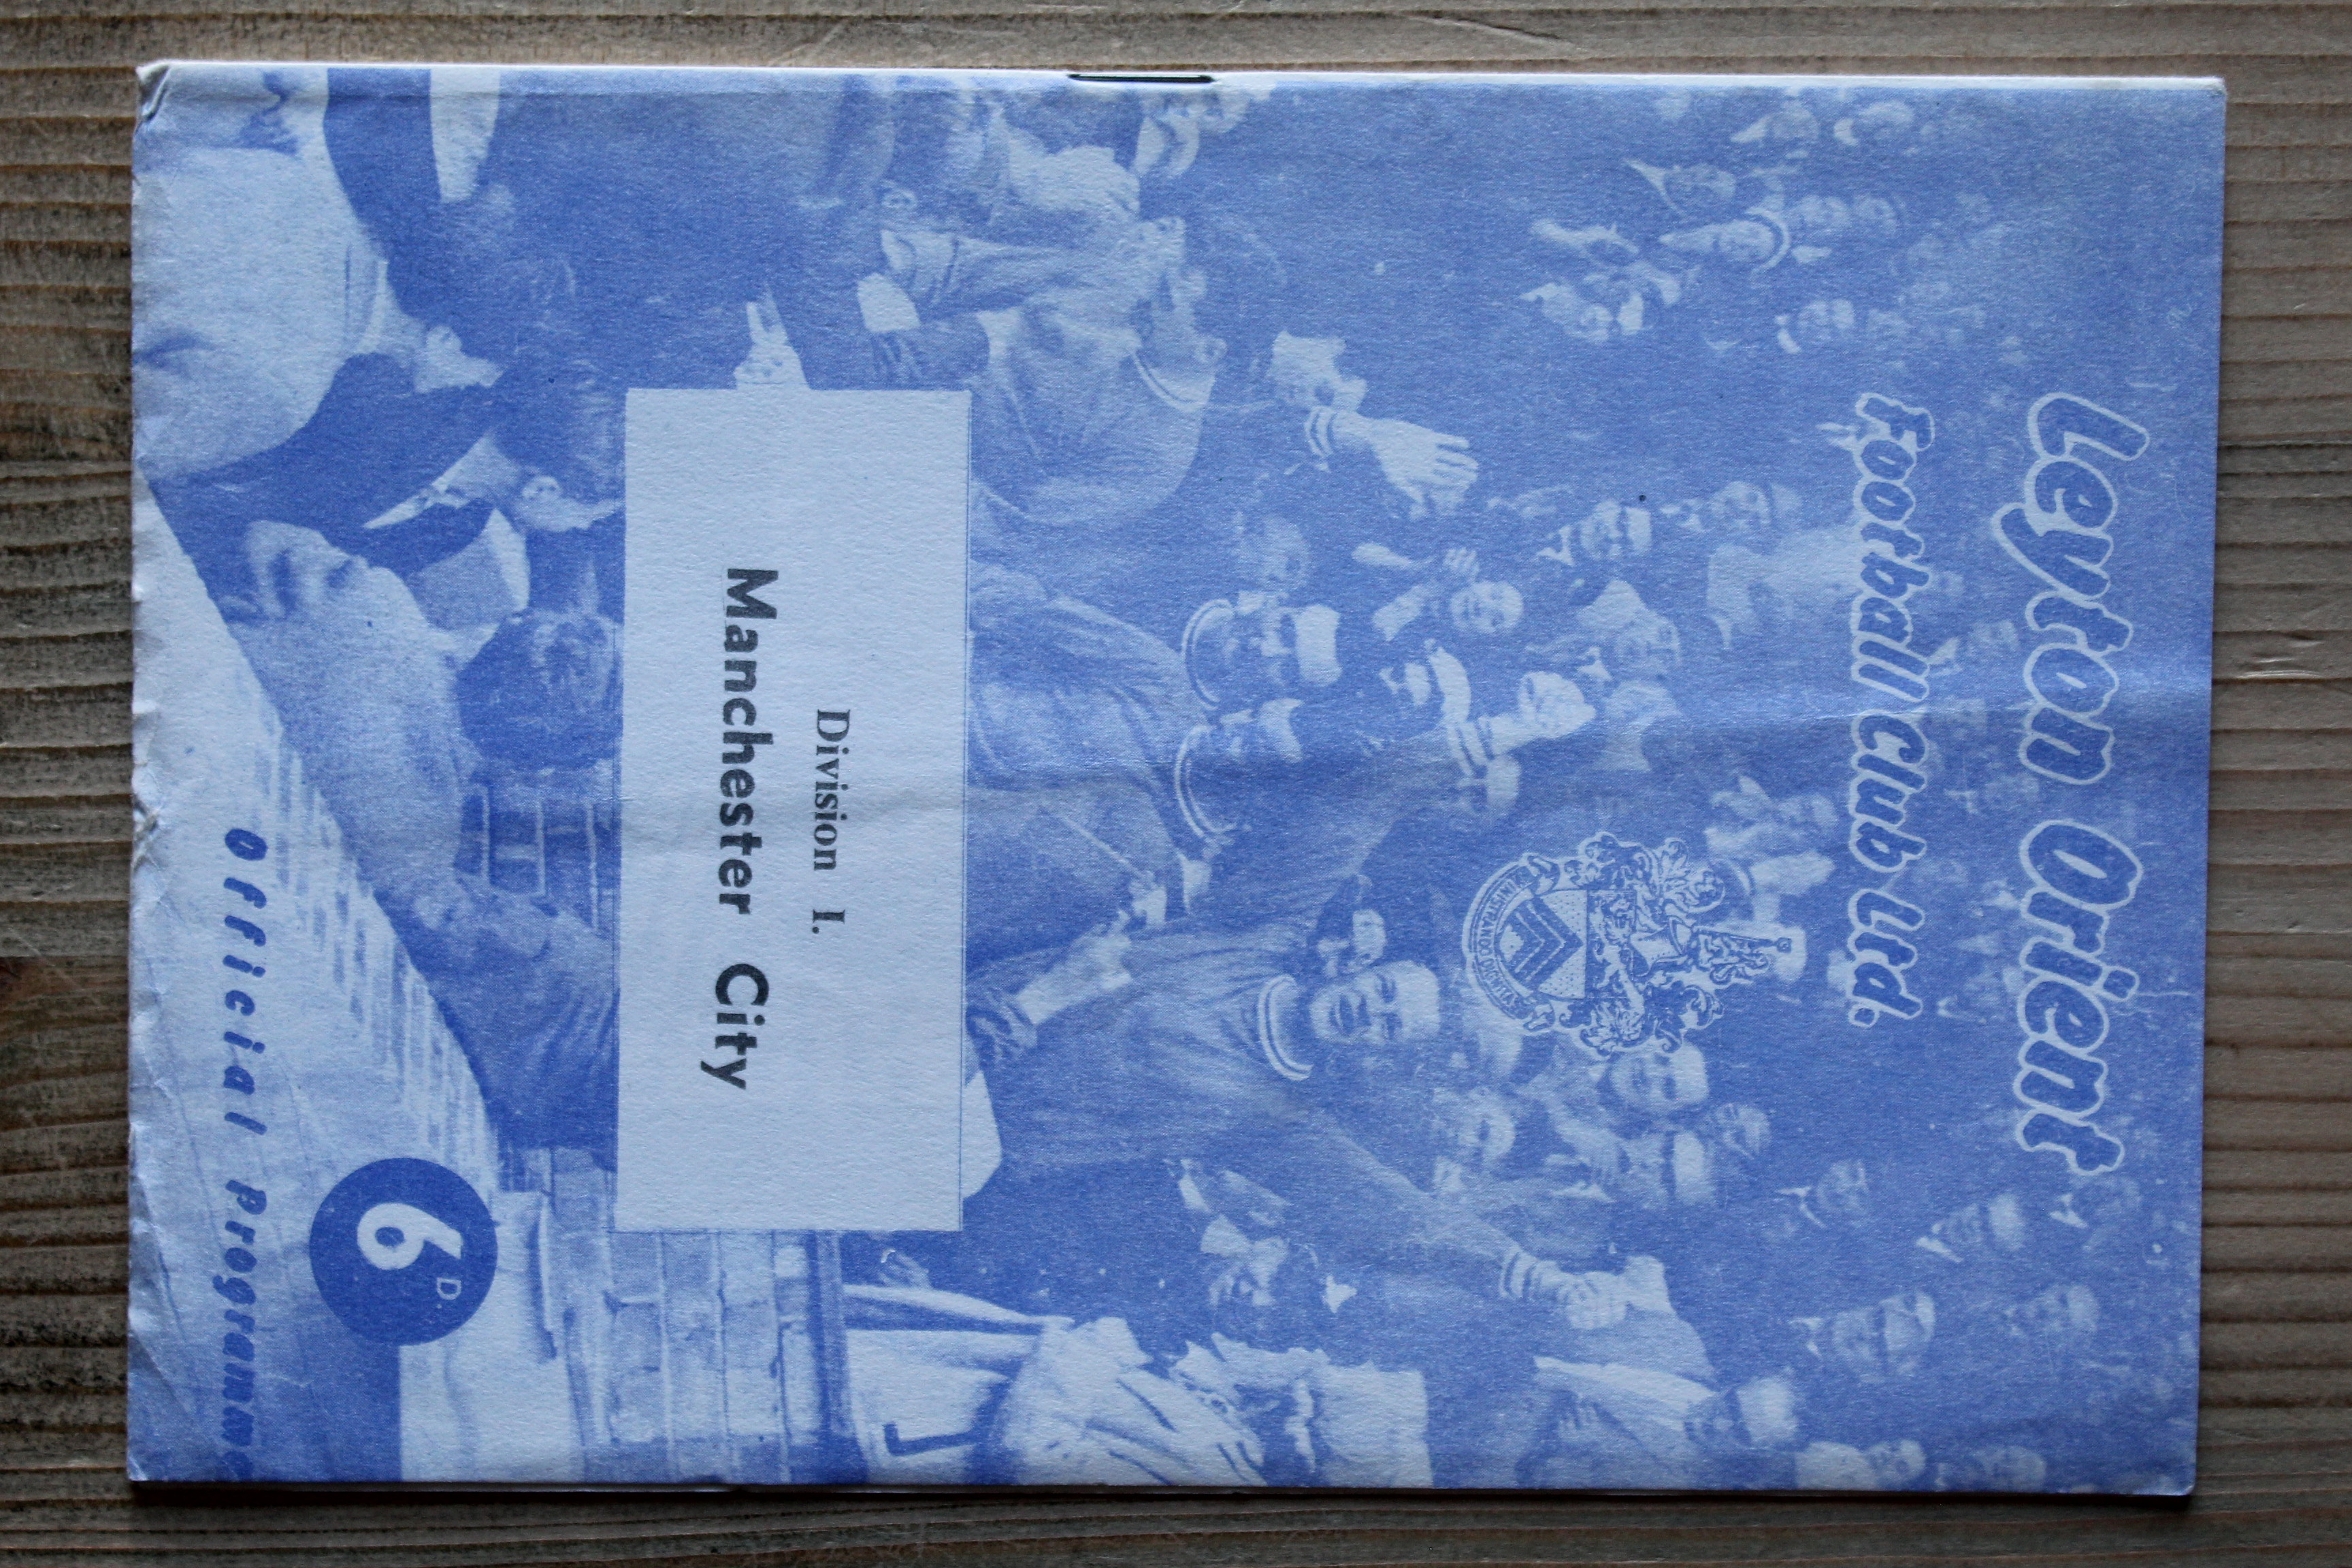 Leyton Orient
Football Club Ltd.
Division I.
Manchester City
6D.
Official Programme